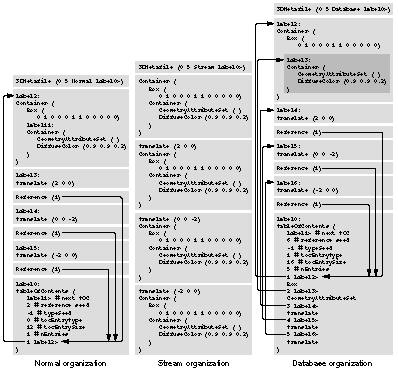 3DMetafile (0 5 Normal label0>)
label2:
Container (
Box (
0 1 0 0 0 1 1 0 0 0 0 0
)
label11:
Container (
GeometryAttributeSet ( )
DiffuseColor (0.9 0.9 0.2)
)
)
label3:
translate (2 0 0)
Reference (1)
label4:
translate (0 0 -2)
Reference (1)
label5:
translate (-2 0 0)
Reference (1)
label0:
tableOfContents (
label1> # next TOC
2 # reference seed
-1 # typeSeed
0 # tocEntryType
12 # tocEntrySize
1 # nEntries
1 label2>
)
Normal organization
3DMetafile (0 5 Stream label0>)
Container (
Box (
0 1 0 0 0 1 1 0 0 0 0 0
)
Container (
GeometryAttributeSet ( )
DiffuseColor (0.9 0.9 0.2)
)
)
translate (2 0 0)
Container (
Box (
0 1 0 0 0 1 1 0 0 0 0 0
)
Container (
GeometryAttributeSet ( )
DiffuseColor (0.9 0.9 0.2)
)
)
translate (0 0 -2)
Container (
Box (
0 1 0 0 0 1 1 0 0 0 0 0
)
Container (
GeometryAttributeSet ( )
DiffuseColor (0.9 0.9 0.2)
)
)
translate (-2 0 0)
Container (
Box (
0 1 0 0 0 1 1 0 0 0 0 0
)
Container (
GeometryAttributeSet ( )
DiffuseColor (0.9 0.9 0.2)
)
)
Stream organization
3DMetafile (0 5 Database label0>)
label2:
Container (
Box (
0 1 0 0 0 1 1 0 0 0 0 0
)
label3:
Container (
GeometryAttributeSet ( )
DiffuseColor (0.9 0.9 0.2)
)
)
label4:
translate (2 0 0)
Reference (1)
label5:
translate (0 0 -2)
Reference (1)
label6:
translate (-2 0 0)
Reference (1)
label0:
tableOfContents (
label1> # next TOC
6 # reference seed
-1 # typeSeed
1 # tocEntryType
16 # tocEntrySize
5 # nEntries
1 label2>
Box
2 label3>
GeometryAttributeSet
3 label4>
translate
4 label5>
translate
5 label6>
translate
)
Database organization